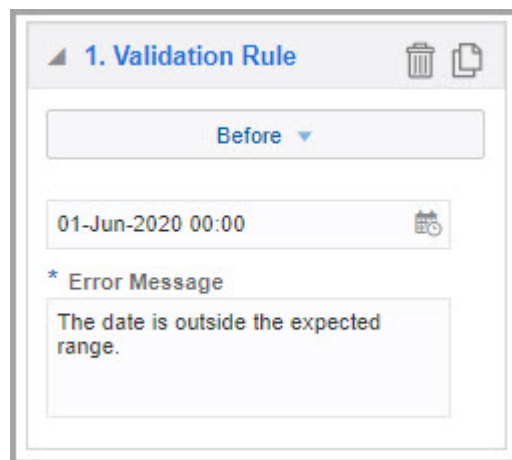 1. Validation Rule
Before
01-Jun-2020 00:00
* Error Message
The date is outside the expected
range.